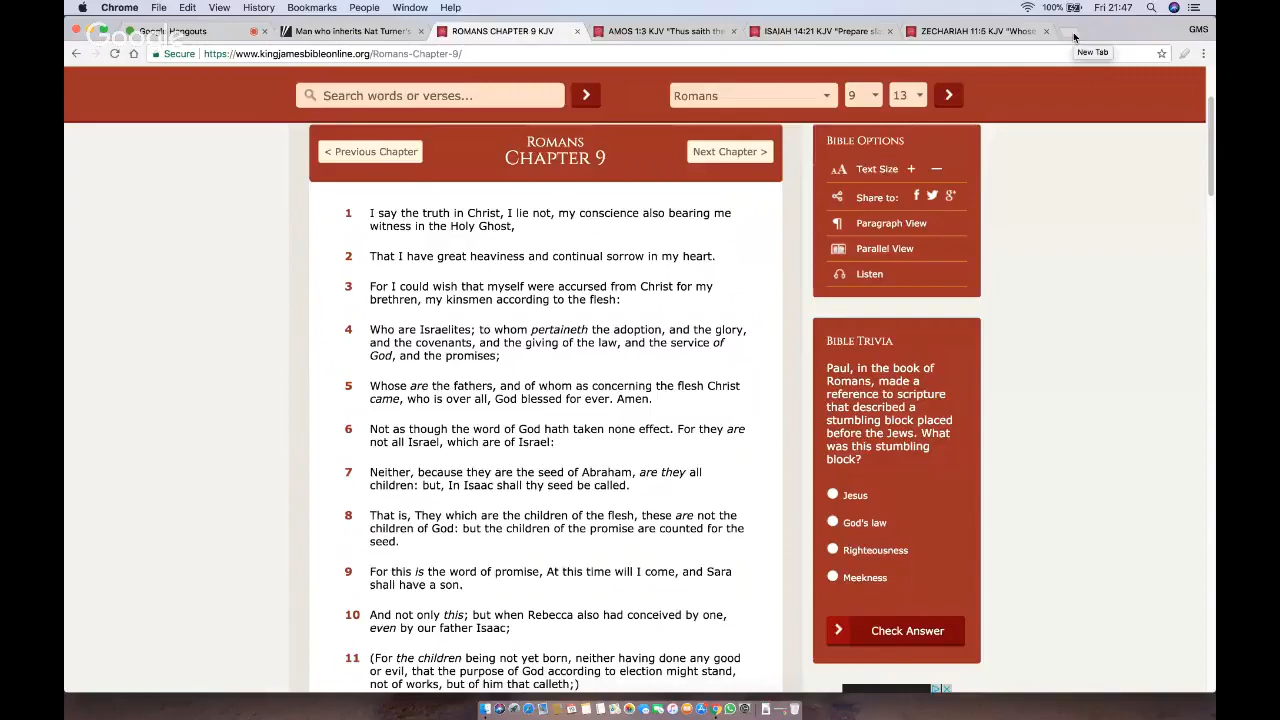 Chrome File Edit View History Bookmarks People Window Help 100% Fri 21:47
Google Hangouts Man who inherits Nat Turner's ROMANS CHAPTER 9 KJV AMOS 1:3 KJV "Thus saith the ISAIAH 14:21 KJV "Prepare sla ZECHARIAH 11:5 KJV "Whose GMS
Google
Secure https://www.kingjamesbibleonline.org/Romans-Chapter-9/
New Tab
Search words or verses... Romans 9 13
< Previous Chapter
ROMANS
CHAPTER 9
Next Chapter >
1 I say the truth in Christ, I lie not, my conscience also bearing me
witness in the Holy Ghost,
2 That I have great heaviness and continual sorrow in my heart.
3 For I could wish that myself were accursed from Christ for my
brethren, my kinsmen according to the flesh:
4 Who are Israelites; to whom pertaineth the adoption, and the glory,
and the covenants, and the giving of the law, and the service of
God, and the promises;
5 Whose are the fathers, and of whom as concerning the flesh Christ
came, who is over all, God blessed for ever. Amen.
6 Not as though the word of God hath taken none effect. For they are
not all Israel, which are of Israel:
7 Neither, because they are the seed of Abraham, are they all
children: but, In Isaac shall thy seed be called.
8 That is, They which are the children of the flesh, these are not the
children of God: but the children of the promise are counted for the
seed.
9 For this is the word of promise, At this time will I come, and Sara
shall have a son.
10 And not only this; but when Rebecca also had conceived by one,
even by our father Isaac;
11 (For the children being not yet born, neither having done any good
or evil, that the purpose of God according to election might stand,
not of works, but of him that calleth;)
BIBLE OPTIONS
AA Text Size + —
Share to: f g+
Paragraph View
Parallel View
Listen
BIBLE TRIVIA
Paul, in the book of
Romans, made a
reference to scripture
that described a
stumbling block placed
before the Jews. What
was this stumbling
block?
Jesus
God's law
Righteousness
Meekness
Check Answer